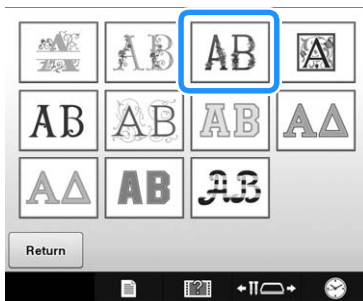 A AB AB A
AB AB AB ΑΔ
ΑΔ AB AB
Return
?